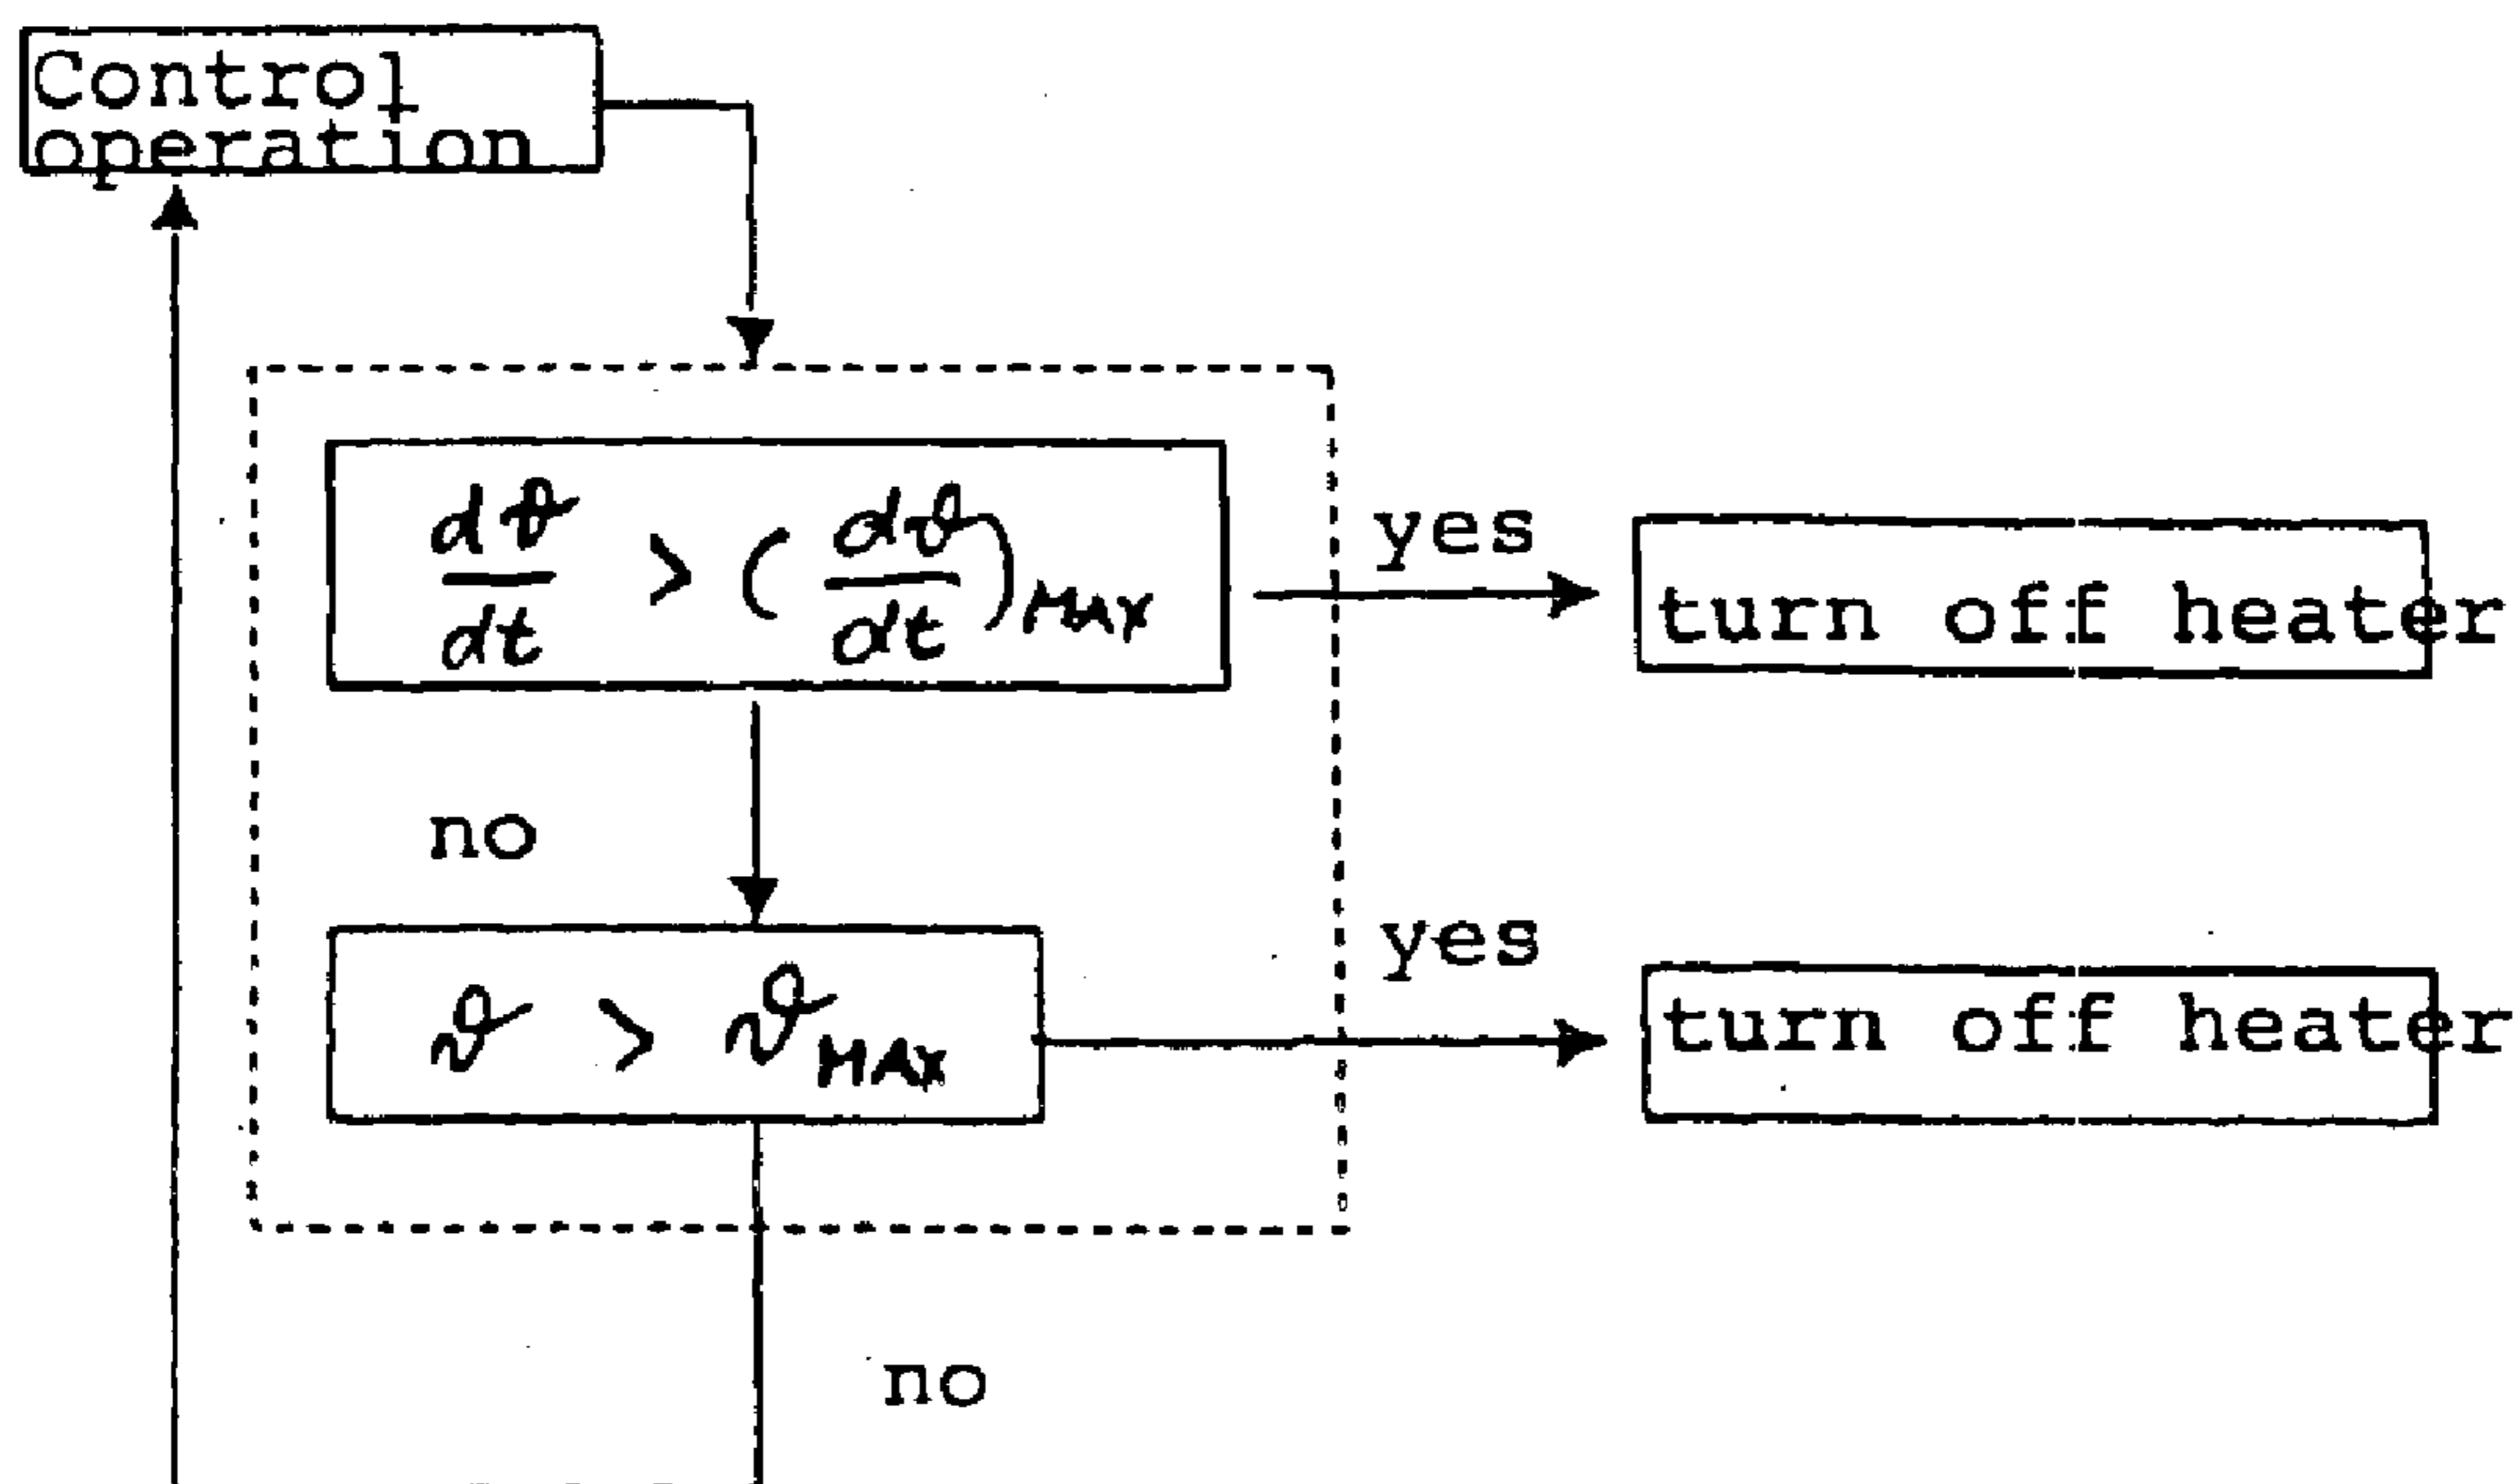 Control
operation
dϑ/dt > (dϑ/dt)MAX
yes
turn off heater
no
ϑ > ϑMAX
yes
turn off heater
no